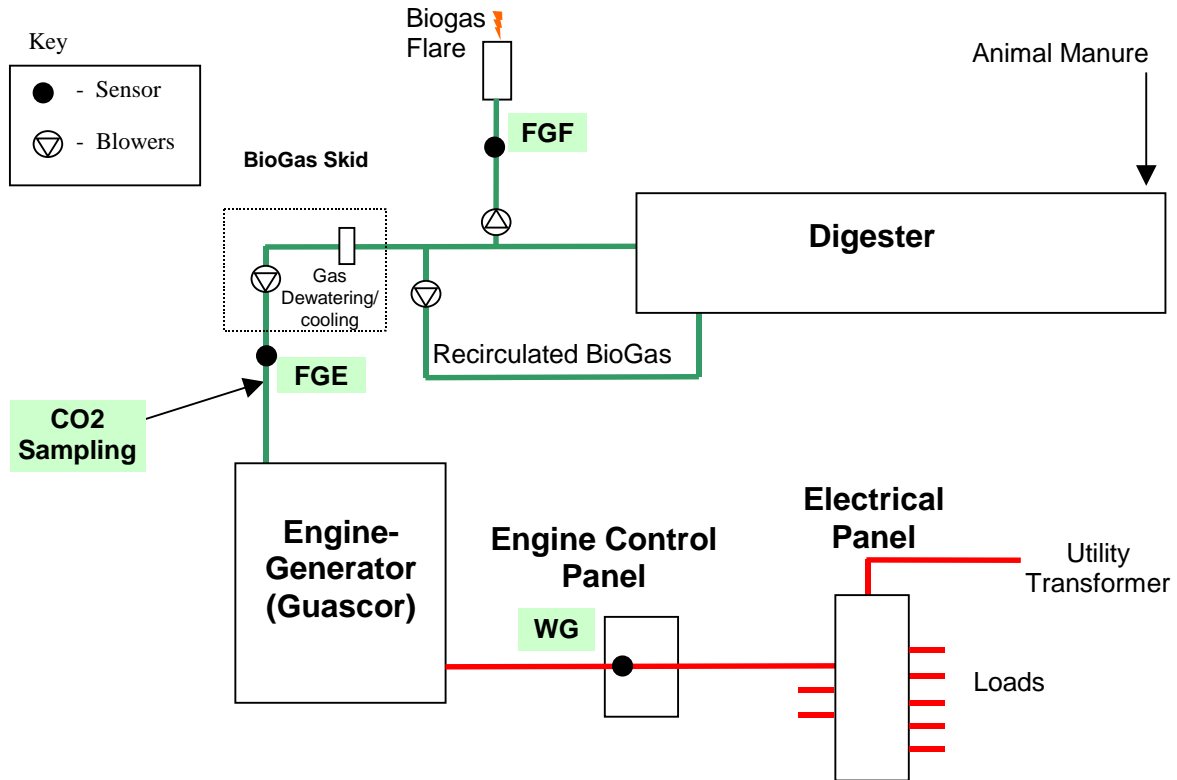 Key
- Sensor
- Blowers
Biogas
Flare
Animal Manure
FGF
BioGas Skid
Digester
Gas
Dewatering/
cooling
Recirculated BioGas
FGE
CO2
Sampling
Engine-
Generator
(Guascor)
Engine Control
Panel
WG
Electrical
Panel
Utility
Transformer
Loads